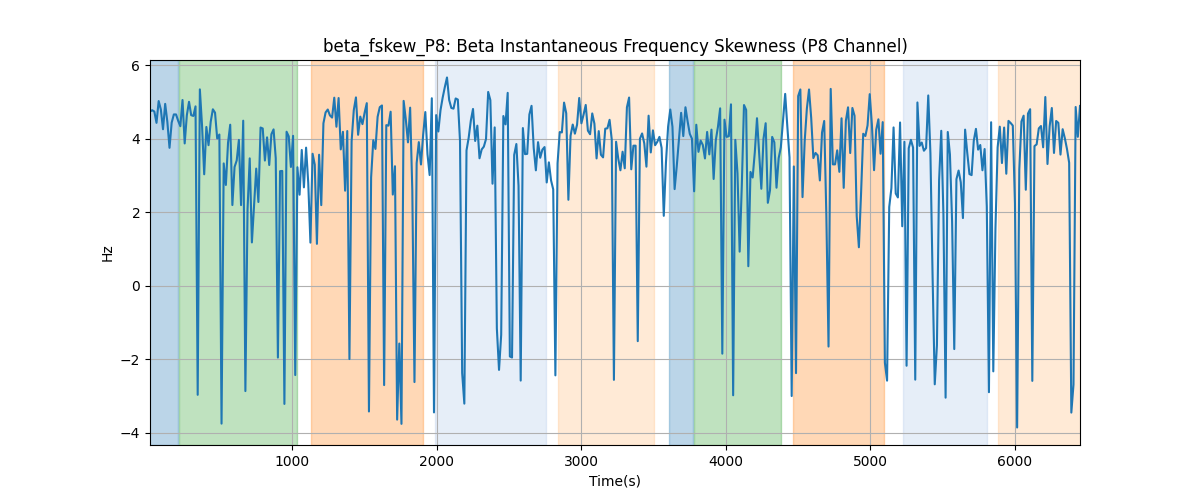 beta_fskew_P8: Beta Instantaneous Frequency Skewness (P8 Channel)
6
4
2
0
−2
−4
Hz
1000 2000 3000 4000 5000 6000
Time(s)